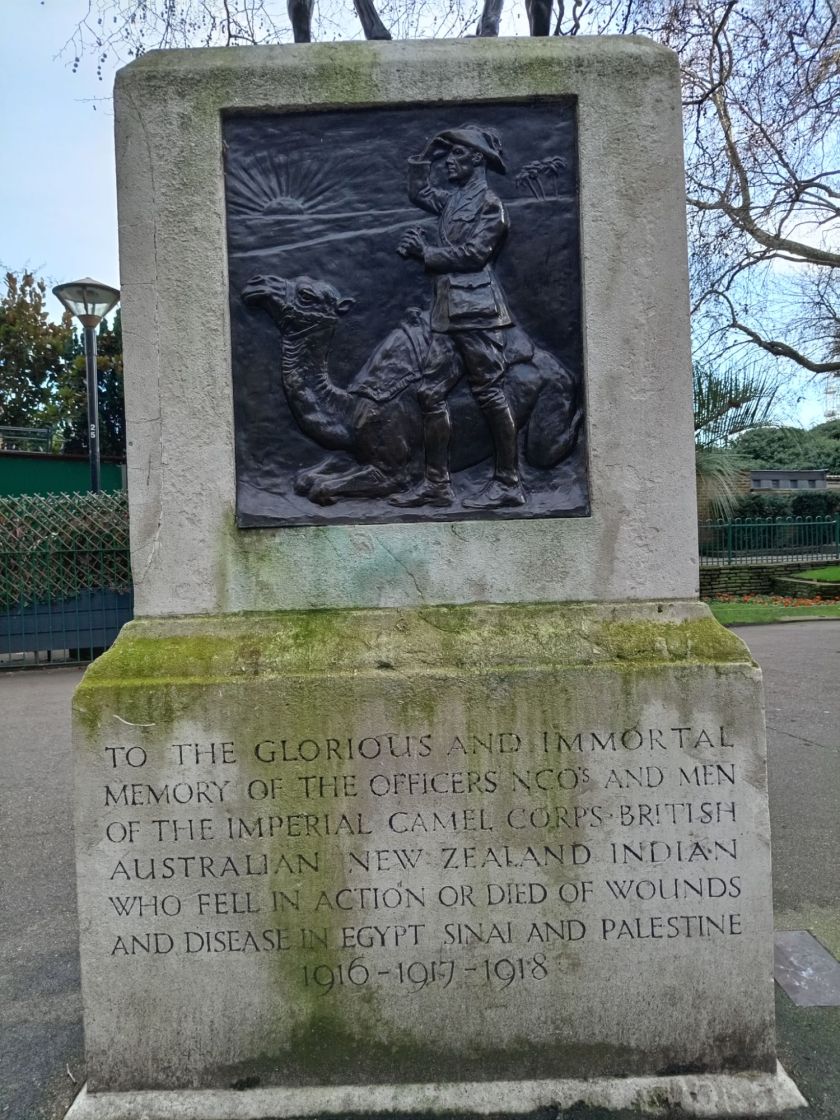 TO THE GLORIOUS AND IMMORTAL
MEMORY OF THE OFFICERS NCO's AND MEN
OF THE IMPERIAL CAMEL CORPS·BRITISH
AUSTRALIAN NEW ZEALAND INDIAN
WHO FELL IN ACTION OR DIED OF WOUNDS
AND DISEASE IN EGYPT SINAI AND PALESTINE
1916-1917-1918
25